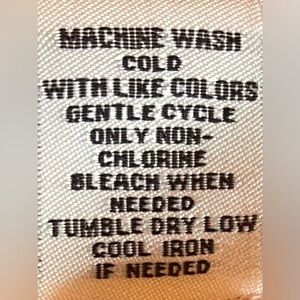 MACHINE WASH
COLD
WITH LIKE COLORS
GENTLE CYCLE
ONLY NON-
CHLORINE
BLEACH WHEN
NEEDED
TUMBLE DRY LOW
COOL IRON
IF NEEDED